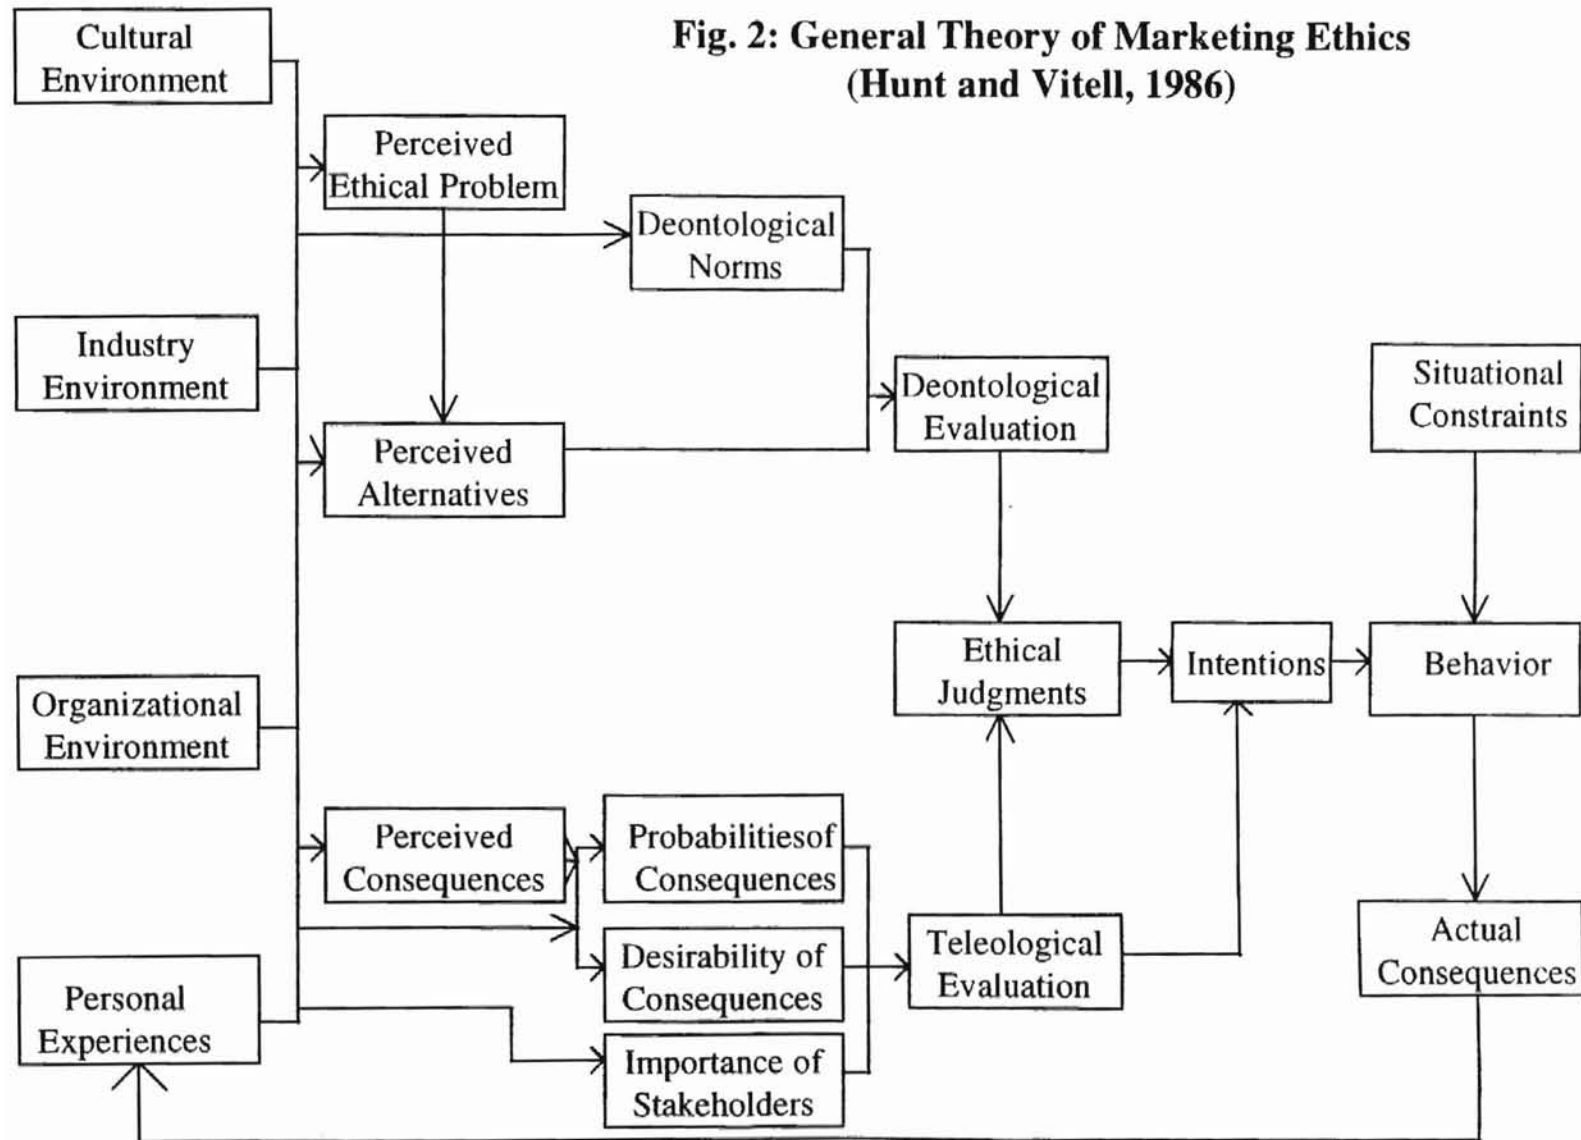 Fig. 2: General Theory of Marketing Ethics
(Hunt and Vitell, 1986)
Cultural
Environment
Perceived
Ethical Problem
Deontological
Norms
Industry
Environment
Perceived
Alternatives
Deontological
Evaluation
Situational
Constraints
Organizational
Environment
Ethical
Judgments
Intentions
Behavior
Perceived
Consequences
Probabilitiesof
Consequences
Desirability of
Consequences
Importance of
Stakeholders
Teleological
Evaluation
Actual
Consequences
Personal
Experiences